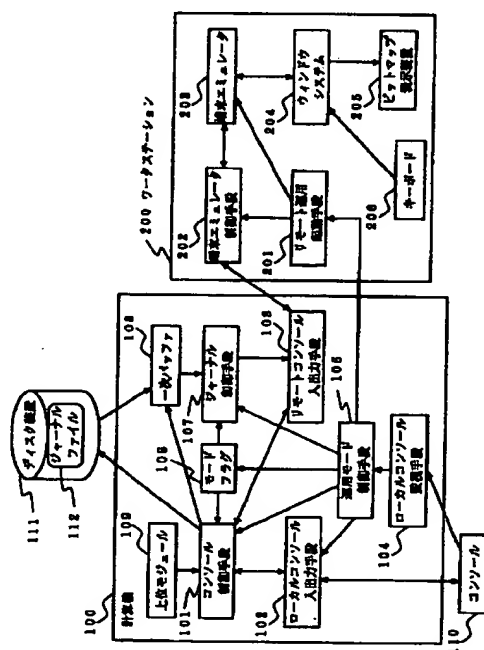 111
ディスク装置
112
ジャーナル
ファイル
100
計算機
109
上位モジュール
108
一次バッファ
101
コンソール
制御手段
106
モード
フラグ
107
ジャーナル
制御手段
102
ローカルコンソール
入出力手段
103
リモートコンソール
入出力手段
105
運用モード
制御手段
104
ローカルコンソール
監視手段
110
コンソール
200 ワークステーション
202
端末エミュレータ
制御手段
203
端末エミュレータ
201
リモート運用
起動手段
204
ウィンドウ
システム
206
キーボード
205
ビットマップ
表示装置